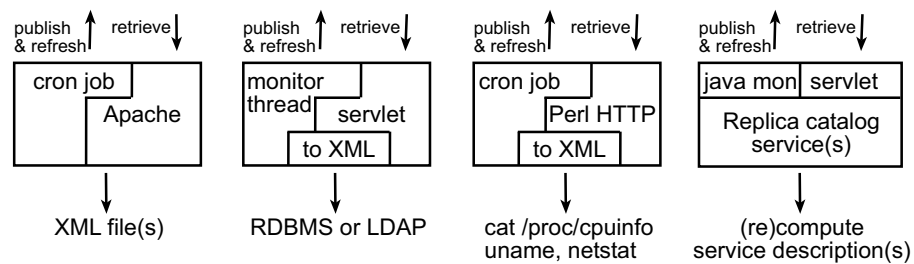 publish & refresh
retrieve
cron job
Apache
XML file(s)
publish & refresh
retrieve
monitor thread
servlet
to XML
RDBMS or LDAP
publish & refresh
retrieve
cron job
Perl HTTP
to XML
cat /proc/cpuinfo
uname, netstat
publish & refresh
retrieve
java mon
servlet
Replica catalog
service(s)
(re)compute
service description(s)